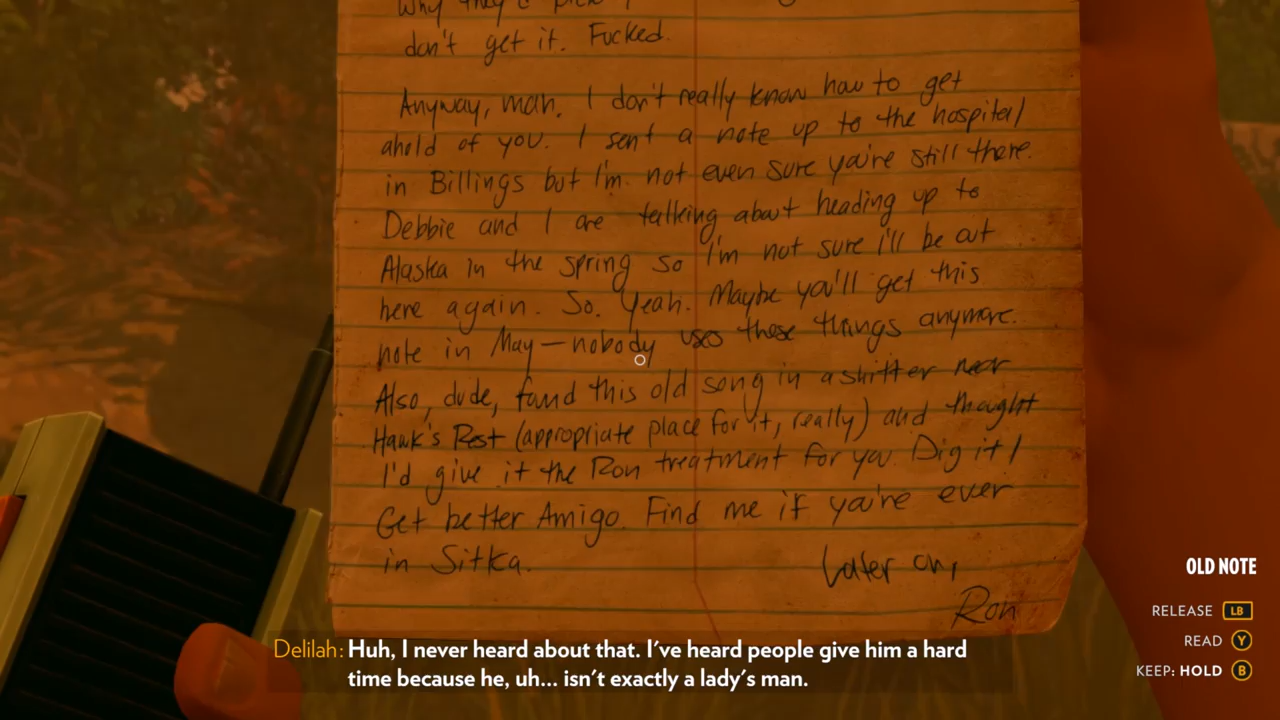 Why they'd pick
don't get it. Fucked.
Anyway, man. I don't really know how to get
ahold of you. I sent a note up to the hospital
in Billings but I'm not even sure you're still there.
Debbie and I are talking about heading up to
Alaska in the spring so I'm not sure I'll be out
here again. So. Yeah. Maybe you'll get this
note in May—nobody uses these things anymore.
Also, dude, found this old song in a shitter near
Hawk's Rest (appropriate place for it, really) and thought
I'd give it the Ron treatment for you. Dig it!
Get better Amigo. Find me if you're ever
in Sitka.
Later on,
Ron
OLD NOTE
RELEASE LB
READ Y
KEEP: HOLD B
Delilah: Huh, I never heard about that. I've heard people give him a hard
time because he, uh... isn't exactly a lady's man.